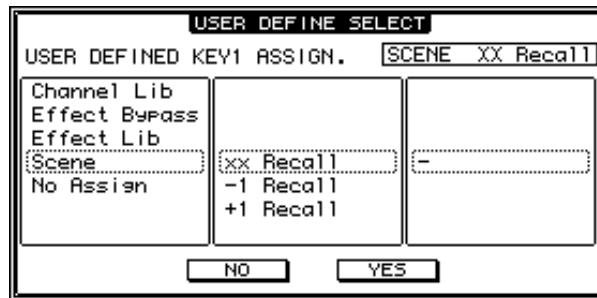 USER DEFINE SELECT
USER DEFINED KEY1 ASSIGN. SCENE XX Recall
Channel Lib
Effect Bypass
Effect Lib
Scene
No Assign
xx Recall
-1 Recall
+1 Recall
-
NO YES